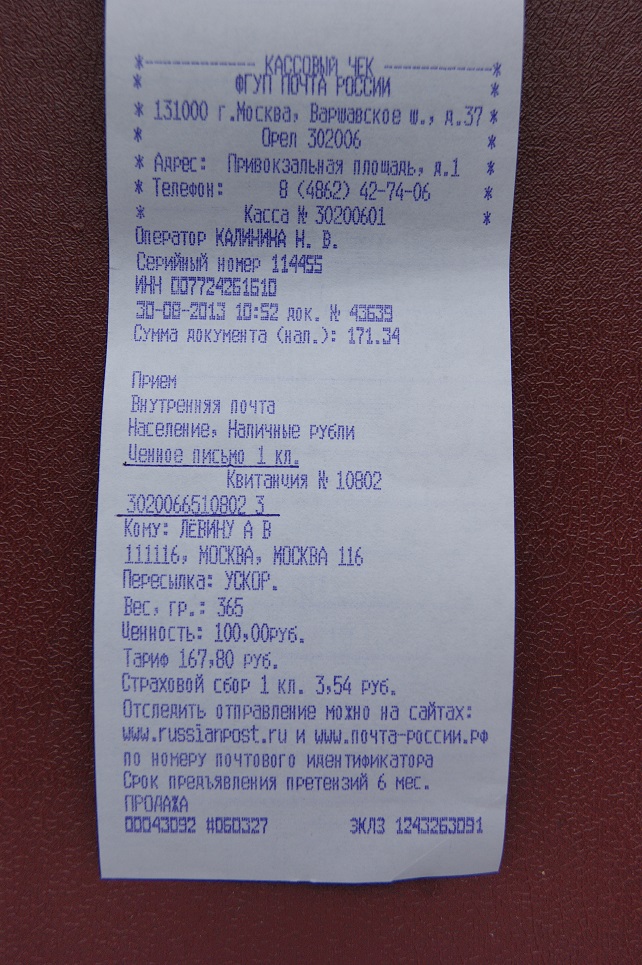 *------------- КАССОВЫЙ ЧЕК -------------*
* ФГУП ПОЧТА РОССИИ *
* 131000 г.Москва, Варшавское ш., д.37 *
* Орел 302006 *
* Адрес: Привокзальная площадь, д.1 *
* Телефон: 8 (4862) 42-74-06 *
* Касса № 30200601 *
Оператор КАЛИНИНА Н. В.
Серийный номер 114455
ИНН 007724261610
30-08-2013 10:52 док. № 43639
Сумма документа (нал.): 171.34
Прием
Внутренняя почта
Население, Наличные рубли
Ценное письмо 1 кл.
Квитанция № 10802
3020066510802 3
Кому: ЛЁВИНУ А В
111116, МОСКВА, МОСКВА 116
Пересылка: УСКОР.
Вес, гр.: 365
Ценность: 100,00руб.
Тариф 167,80 руб.
Страховой сбор 1 кл. 3,54 руб.
Отследить отправление можно на сайтах:
www.russianpost.ru и www.почта-россии.рф
по номеру почтового идентификатора
Срок предъявления претензий 6 мес.
ПРОДАЖА
00043092 #060327 ЭКЛЗ 1243263091